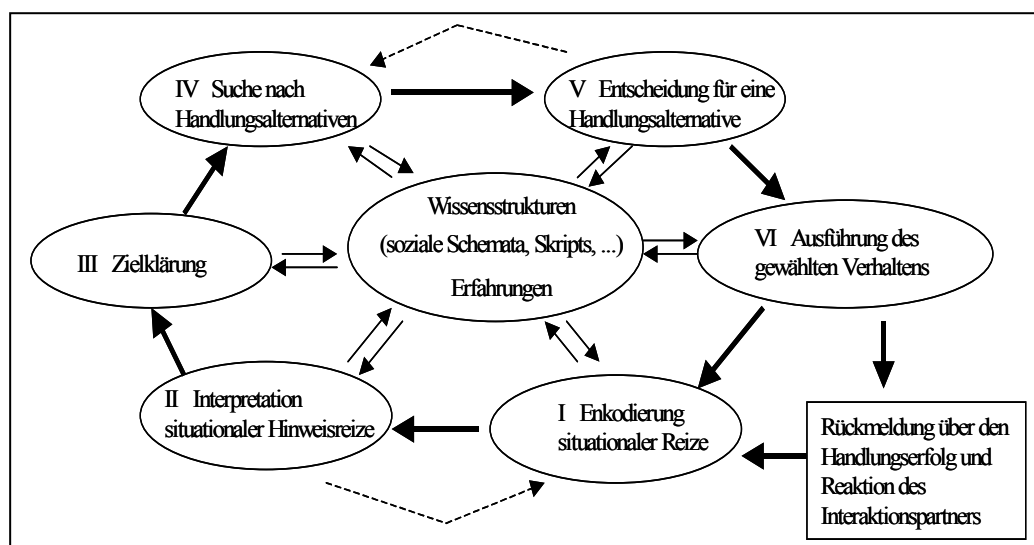 IV Suche nach
Handlungsalternativen
V Entscheidung für eine
Handlungsalternative
Wissensstrukturen
(soziale Schemata, Skripts, ...)
Erfahrungen
III Zielklärung
VI Ausführung des
gewählten Verhaltens
II Interpretation
situationaler Hinweisreize
I Enkodierung
situationaler Reize
Rückmeldung über den
Handlungserfolg und
Reaktion des
Interaktionspartners